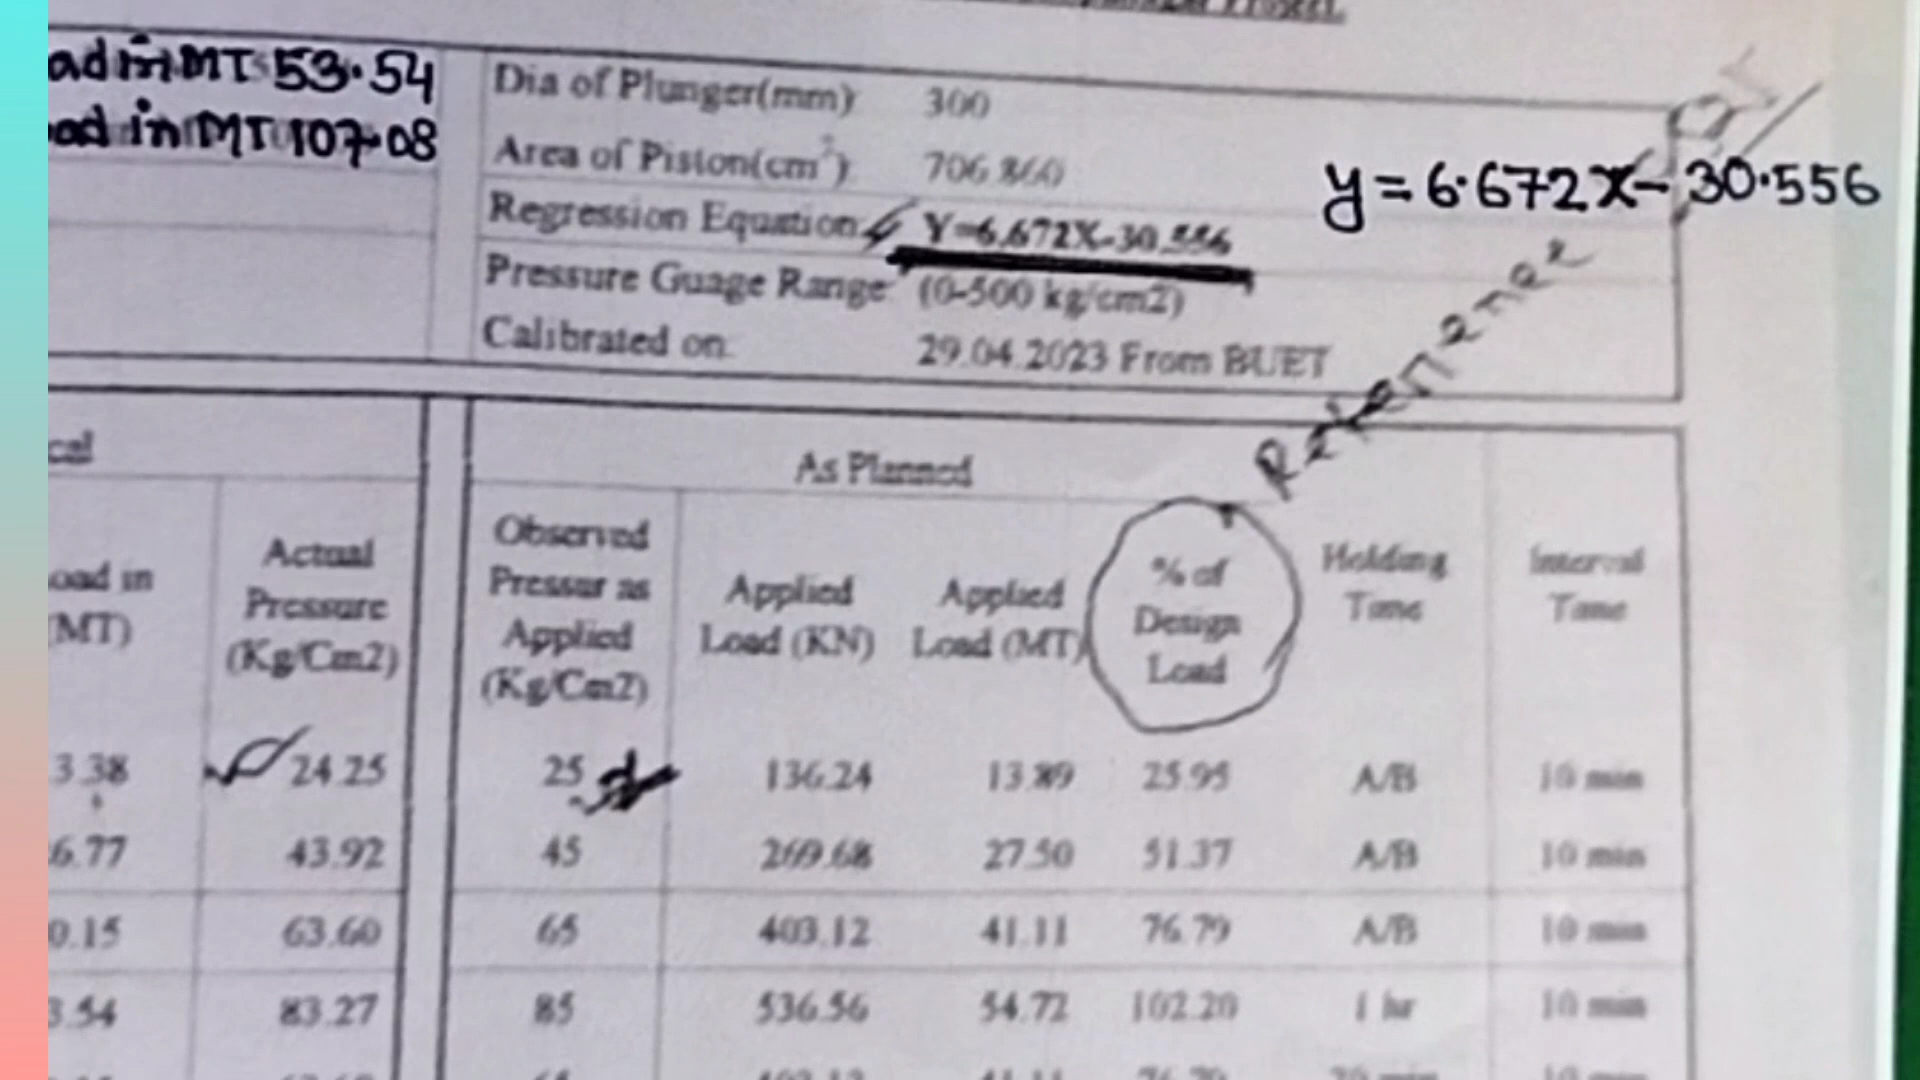 ad in MT 53.54
oad in MT 107.08
Dia of Plunger(mm) 300
Area of Piston(cm²) 706.860
Regression Equation Y=6.672X-30.556
y = 6.672x - 30.556
Pressure Guage Range (0-500 kg/cm2)
Calibrated on 29.04.2023 From BUET
cal
As Planned
oad in
MT)
Actual
Pressure
(Kg/Cm2)
Observed
Pressur as
Applied
(Kg/Cm2)
Applied
Load (KN)
Applied
Load (MT)
% of
Design
Load
Holding
Time
Interval
Time
3.38 24.25 25 136.24 13.89 25.95 A/B 10 min
6.77 43.92 45 269.68 27.50 51.37 A/B 10 min
0.15 63.60 65 403.12 41.11 76.79 A/B 10 min
3.54 83.27 85 536.56 54.72 102.20 1 hr 10 min